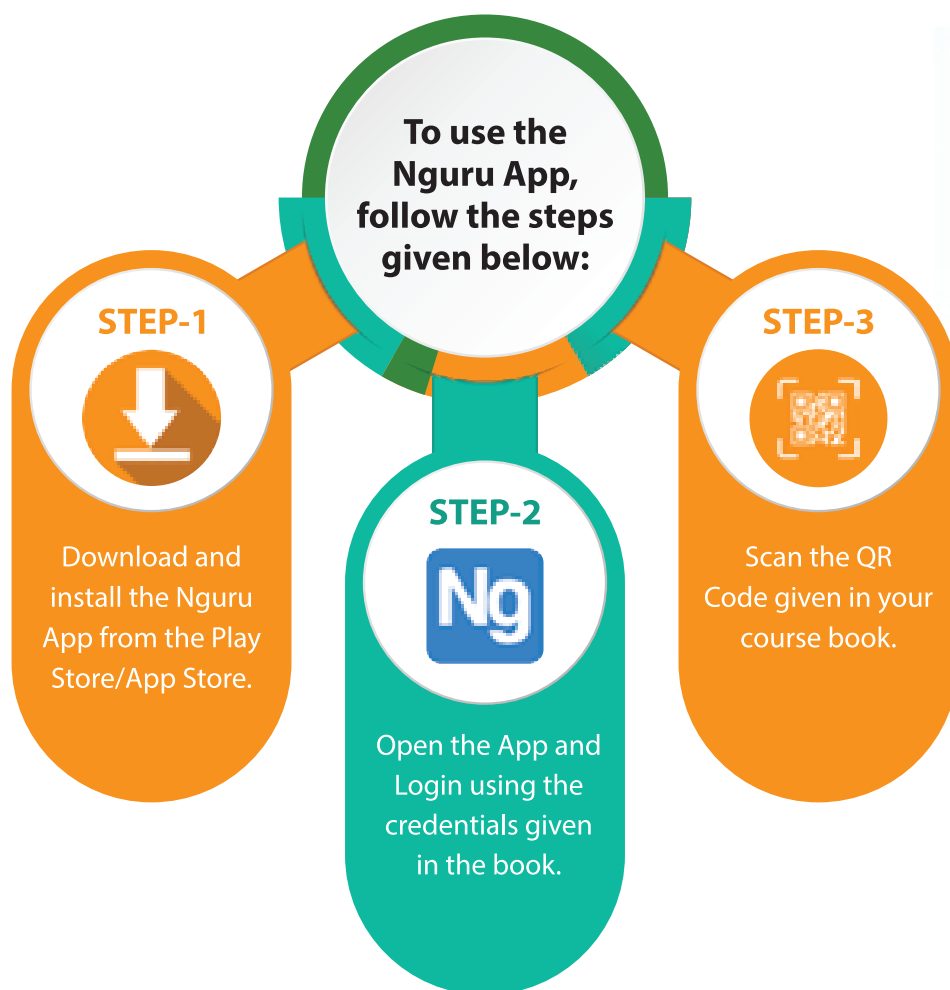 To use the
Nguru App,
follow the steps
given below:
STEP-1
Download and
install the Nguru
App from the Play
Store/App Store.
STEP-2
Ng
Open the App and
Login using the
credentials given
in the book.
STEP-3
Scan the QR
Code given in your
course book.